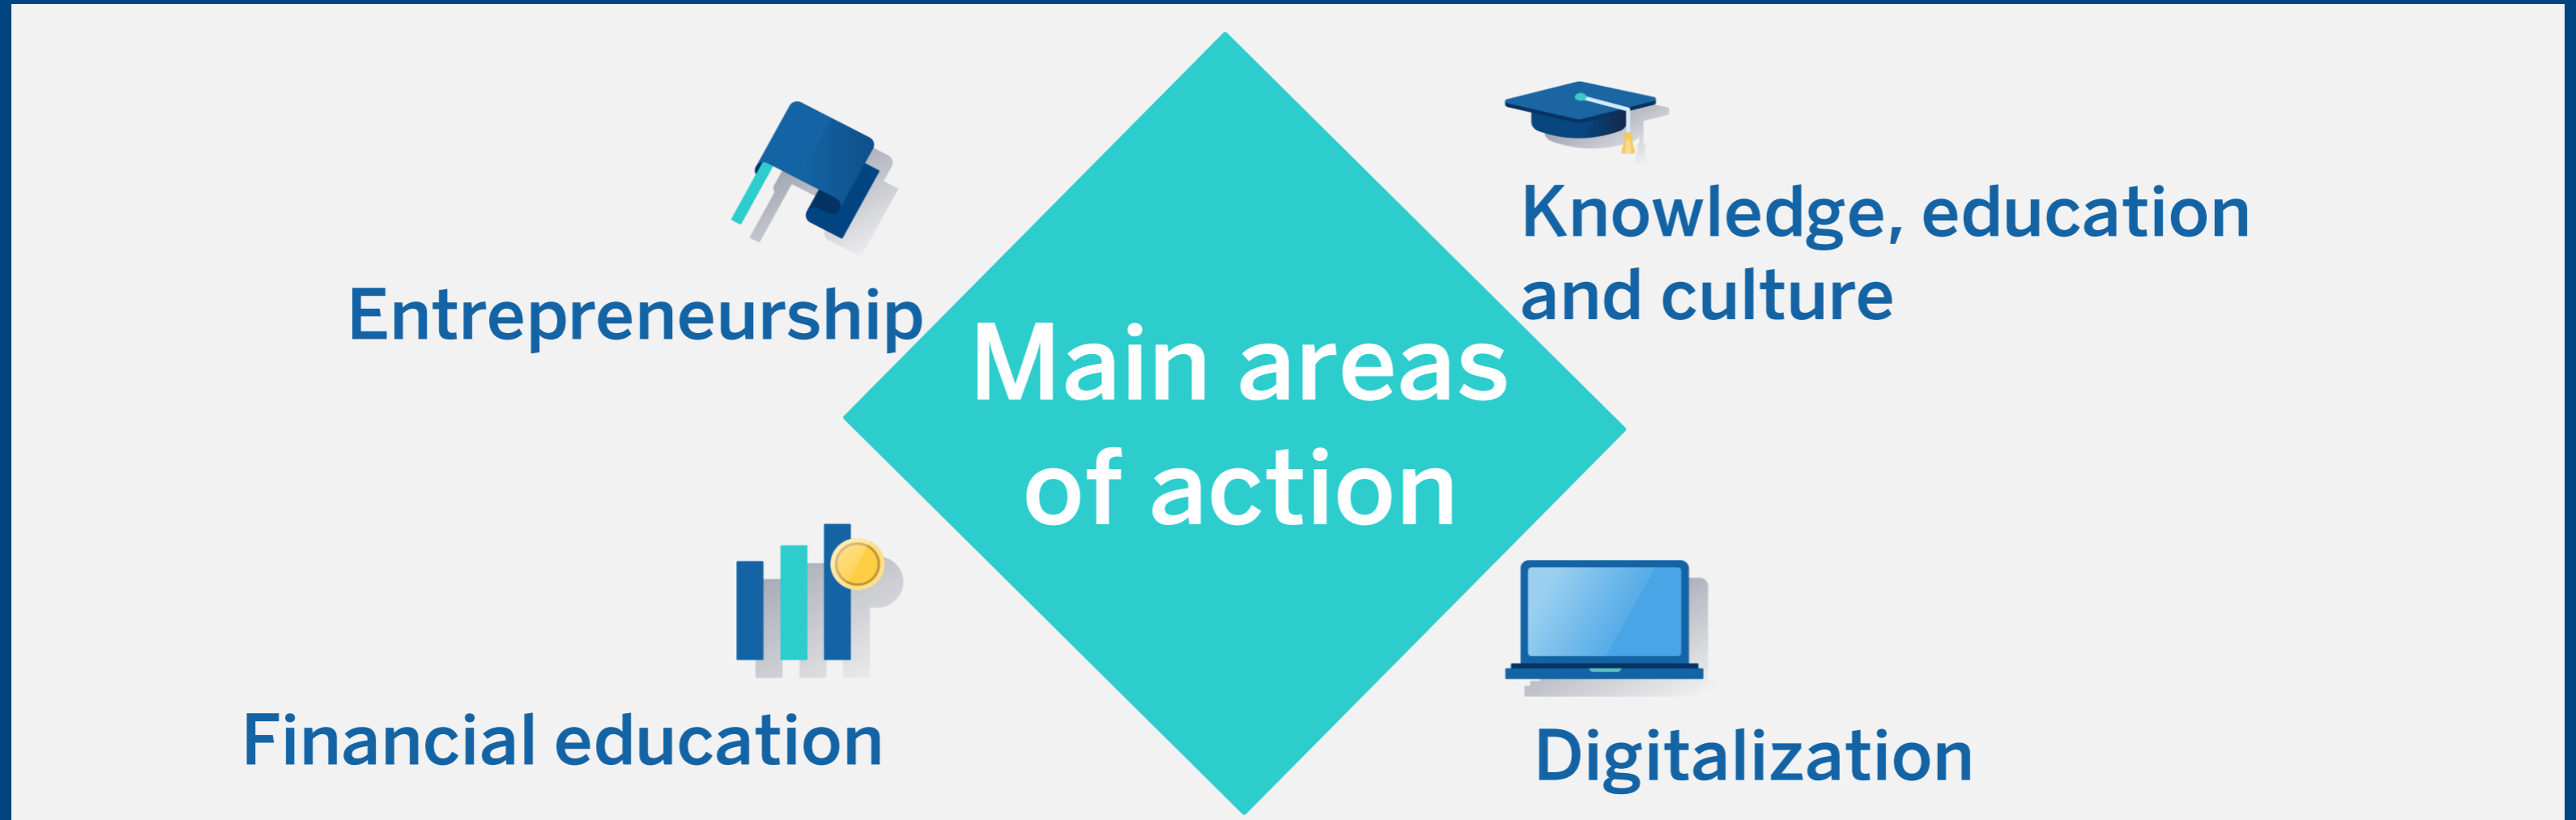 Entrepreneurship
Knowledge, education
and culture
Main areas
of action
Financial education
Digitalization